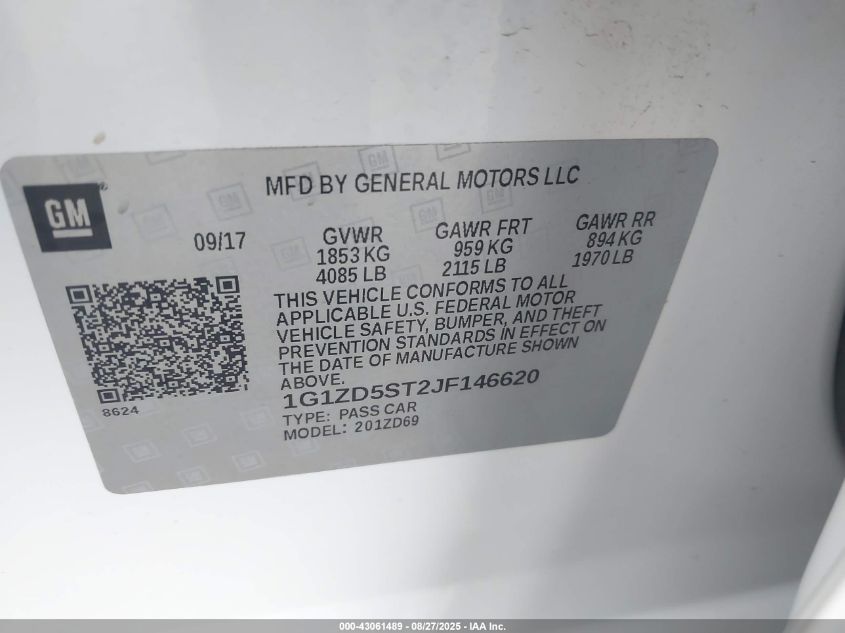 GM
MFD BY GENERAL MOTORS LLC
09/17
GVWR
1853 KG
4085 LB
GAWR FRT
959 KG
2115 LB
GAWR RR
894 KG
1970 LB
THIS VEHICLE CONFORMS TO ALL
APPLICABLE U.S. FEDERAL MOTOR
VEHICLE SAFETY, BUMPER, AND THEFT
PREVENTION STANDARDS IN EFFECT ON
THE DATE OF MANUFACTURE SHOWN
ABOVE.
8624
1G1ZD5ST2JF146620
TYPE: PASS CAR
MODEL: 201ZD69
000-43061489 - 08/27/2025 - IAA Inc.